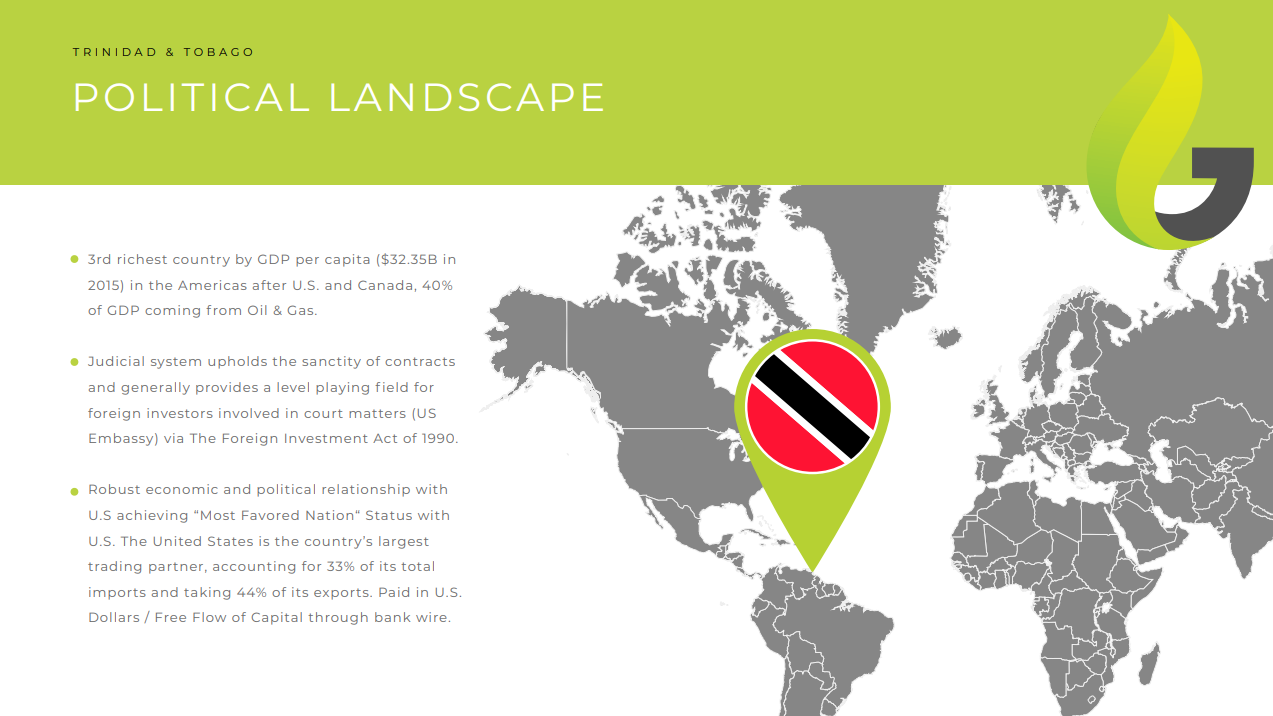 TRINIDAD & TOBAGO
POLITICAL LANDSCAPE
3rd richest country by GDP per capita ($32.35B in
2015) in the Americas after U.S. and Canada, 40%
of GDP coming from Oil & Gas.
Judicial system upholds the sanctity of contracts
and generally provides a level playing field for
foreign investors involved in court matters (US
Embassy) via The Foreign Investment Act of 1990.
Robust economic and political relationship with
U.S achieving “Most Favored Nation“ Status with
U.S. The United States is the country’s largest
trading partner, accounting for 33% of its total
imports and taking 44% of its exports. Paid in U.S.
Dollars / Free Flow of Capital through bank wire.